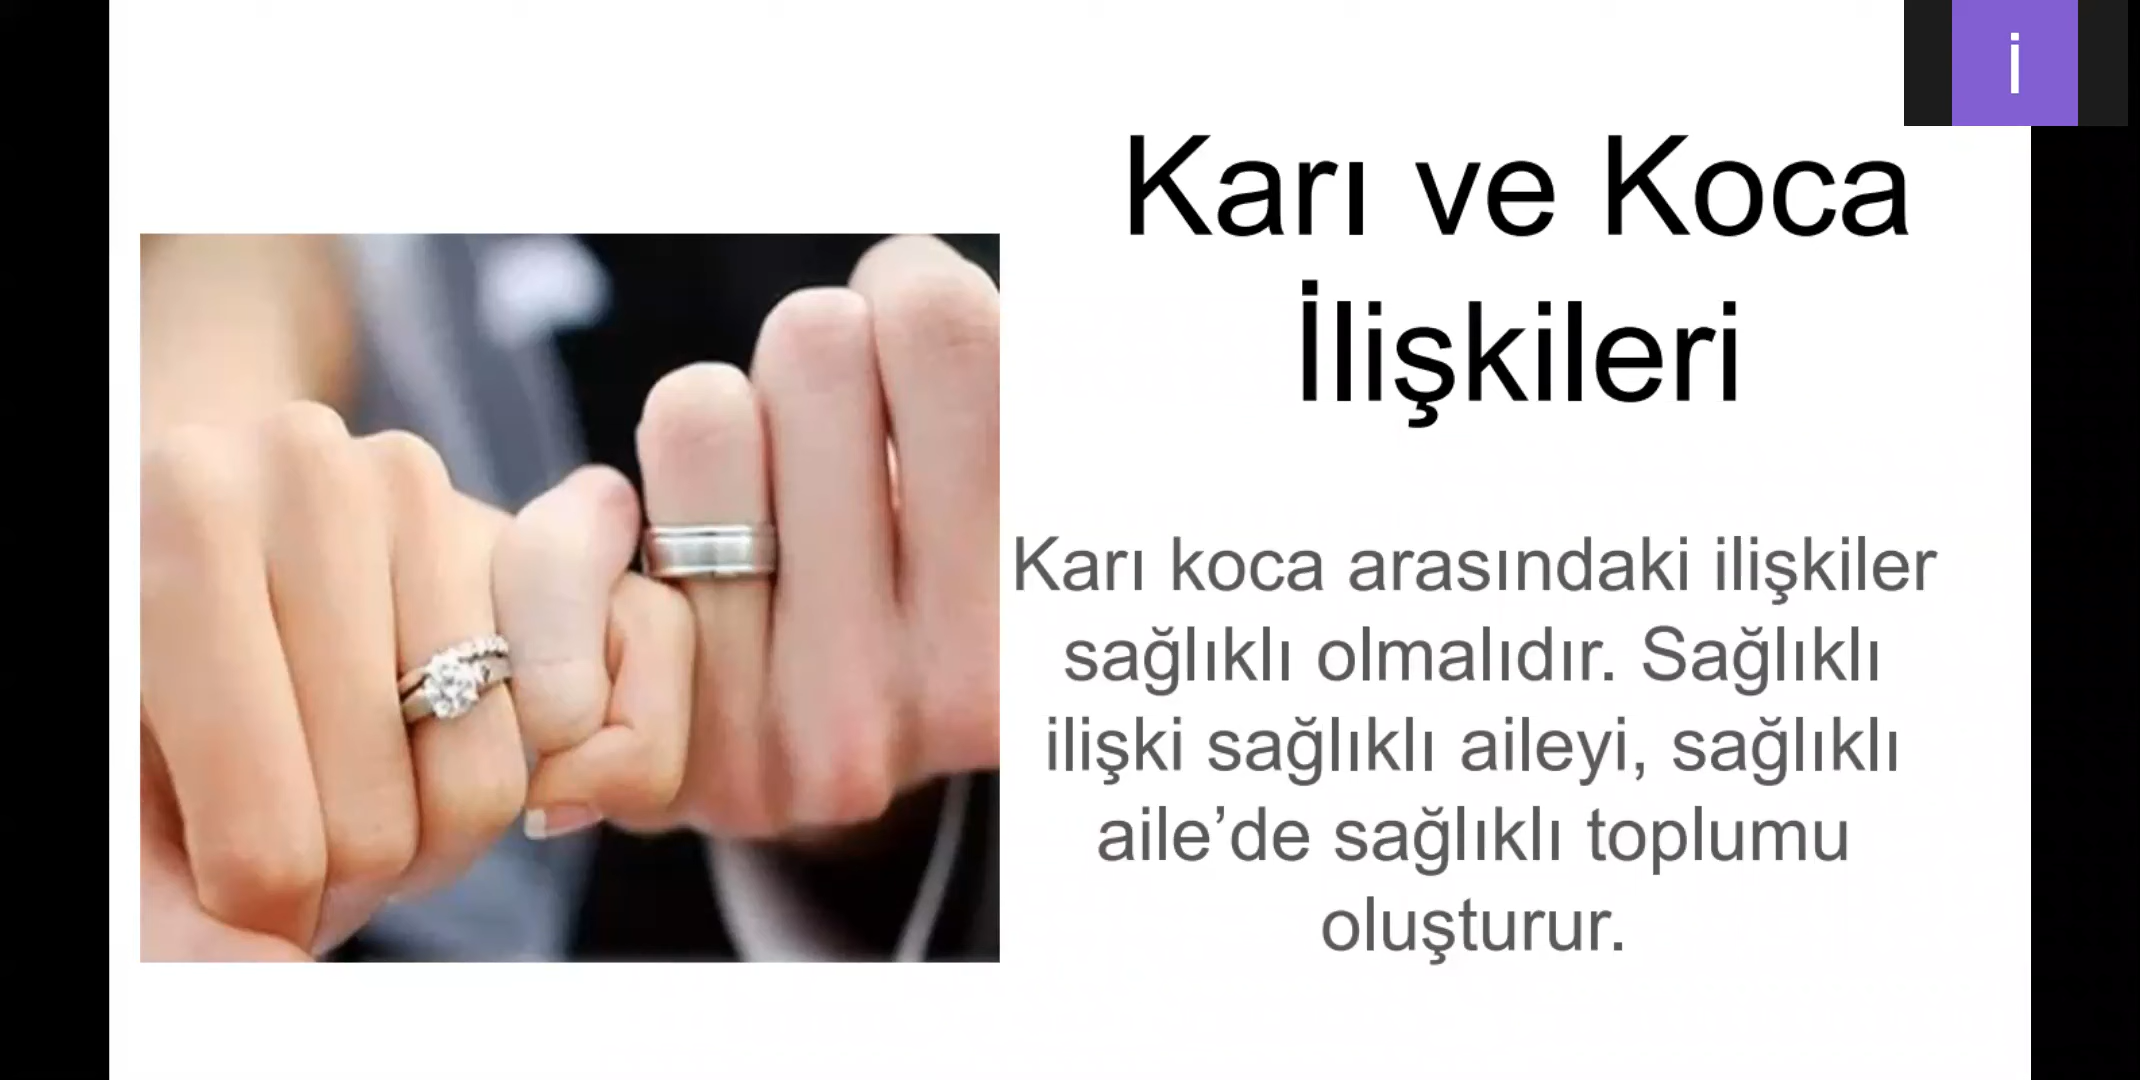 i
Karı ve Koca
İlişkileri
Karı koca arasındaki ilişkiler
sağlıklı olmalıdır. Sağlıklı
ilişki sağlıklı aileyi, sağlıklı
aile’de sağlıklı toplumu
oluşturur.